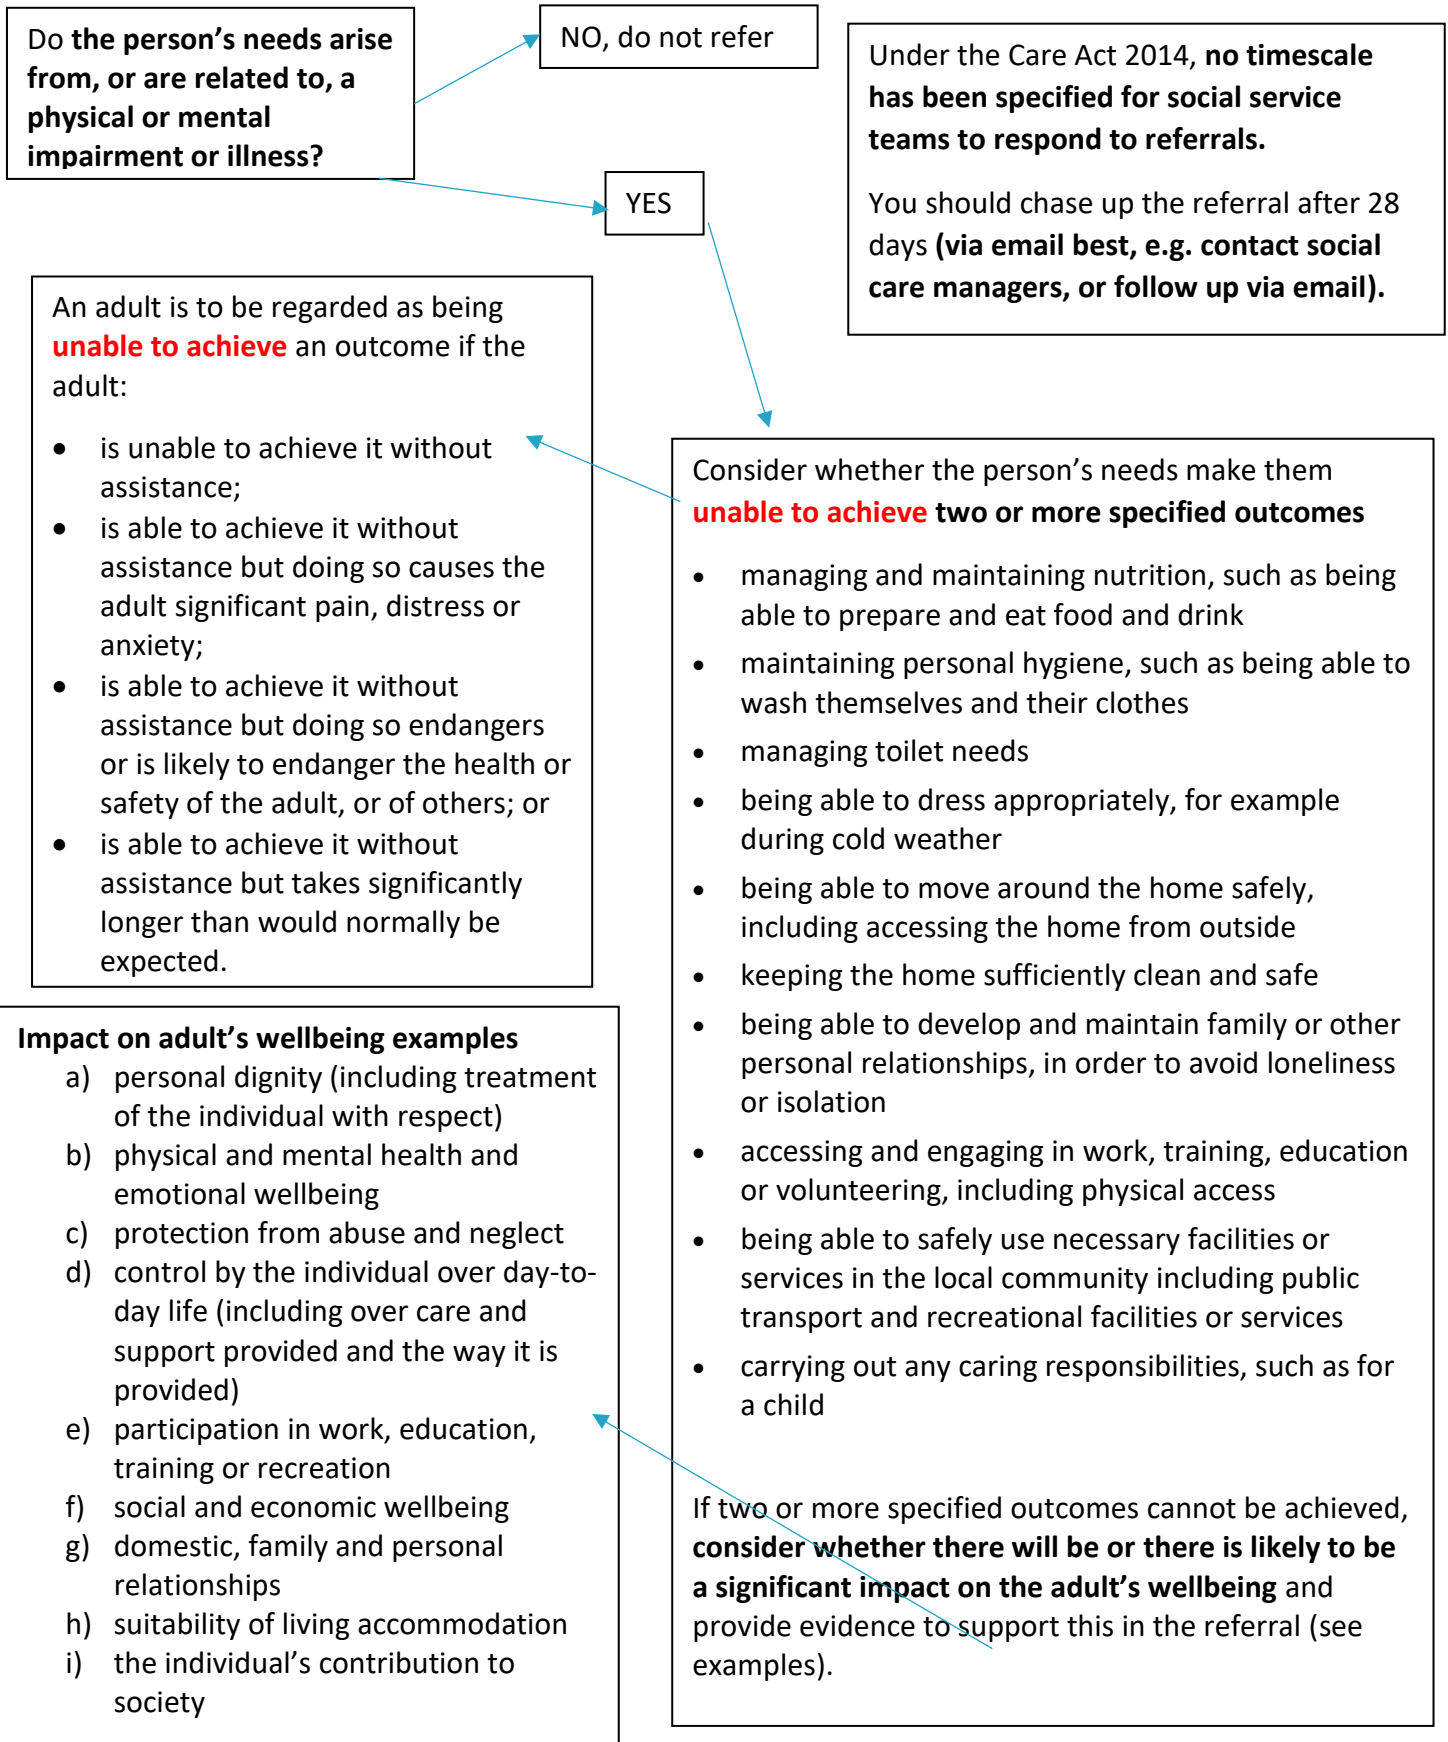 Do the person’s needs arise
from, or are related to, a
physical or mental
impairment or illness?
NO, do not refer
Under the Care Act 2014, no timescale
has been specified for social service
teams to respond to referrals.
You should chase up the referral after 28
days (via email best, e.g. contact social
care managers, or follow up via email).
YES
An adult is to be regarded as being
unable to achieve an outcome if the
adult:
• is unable to achieve it without
assistance;
• is able to achieve it without
assistance but doing so causes the
adult significant pain, distress or
anxiety;
• is able to achieve it without
assistance but doing so endangers
or is likely to endanger the health or
safety of the adult, or of others; or
• is able to achieve it without
assistance but takes significantly
longer than would normally be
expected.
Consider whether the person’s needs make them
unable to achieve two or more specified outcomes
• managing and maintaining nutrition, such as being
able to prepare and eat food and drink
• maintaining personal hygiene, such as being able to
wash themselves and their clothes
• managing toilet needs
• being able to dress appropriately, for example
during cold weather
• being able to move around the home safely,
including accessing the home from outside
• keeping the home sufficiently clean and safe
• being able to develop and maintain family or other
personal relationships, in order to avoid loneliness
or isolation
• accessing and engaging in work, training, education
or volunteering, including physical access
• being able to safely use necessary facilities or
services in the local community including public
transport and recreational facilities or services
• carrying out any caring responsibilities, such as for
a child
If two or more specified outcomes cannot be achieved,
consider whether there will be or there is likely to be
a significant impact on the adult’s wellbeing and
provide evidence to support this in the referral (see
examples).
Impact on adult’s wellbeing examples
a) personal dignity (including treatment
of the individual with respect)
b) physical and mental health and
emotional wellbeing
c) protection from abuse and neglect
d) control by the individual over day-to-
day life (including over care and
support provided and the way it is
provided)
e) participation in work, education,
training or recreation
f) social and economic wellbeing
g) domestic, family and personal
relationships
h) suitability of living accommodation
i) the individual’s contribution to
society